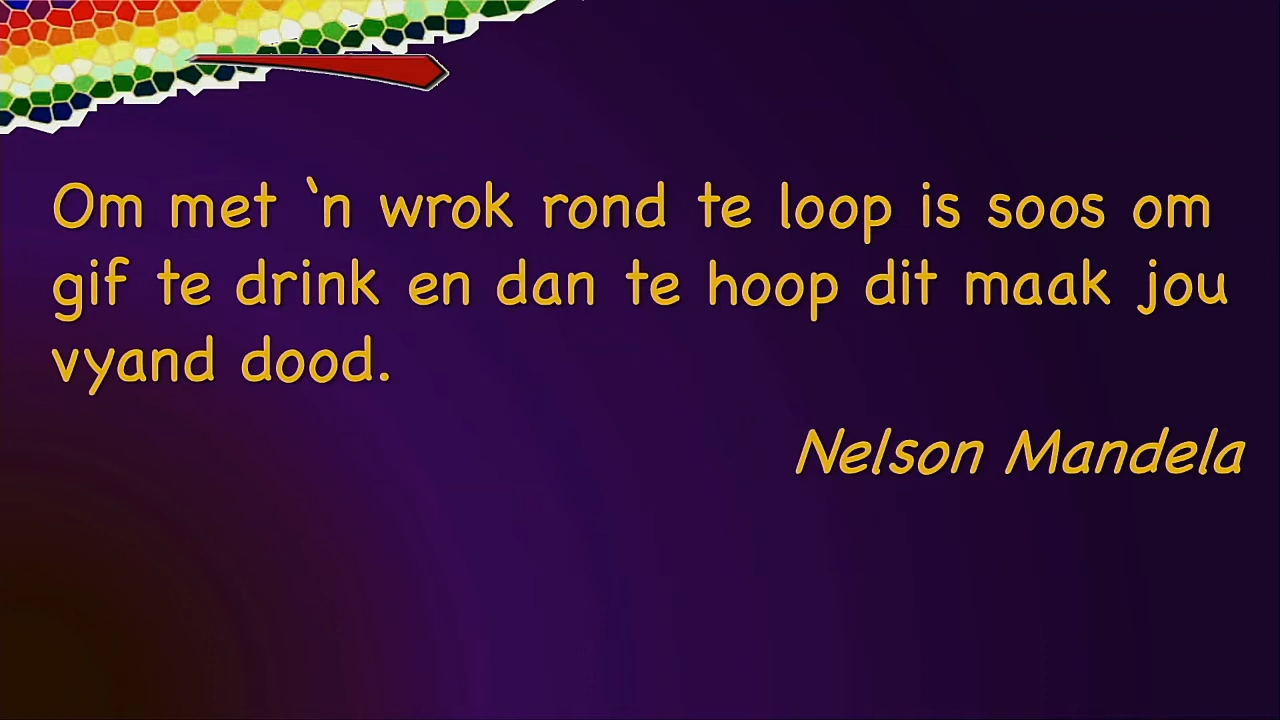 Om met `n wrok rond te loop is soos om
gif te drink en dan te hoop dit maak jou
vyand dood.
Nelson Mandela